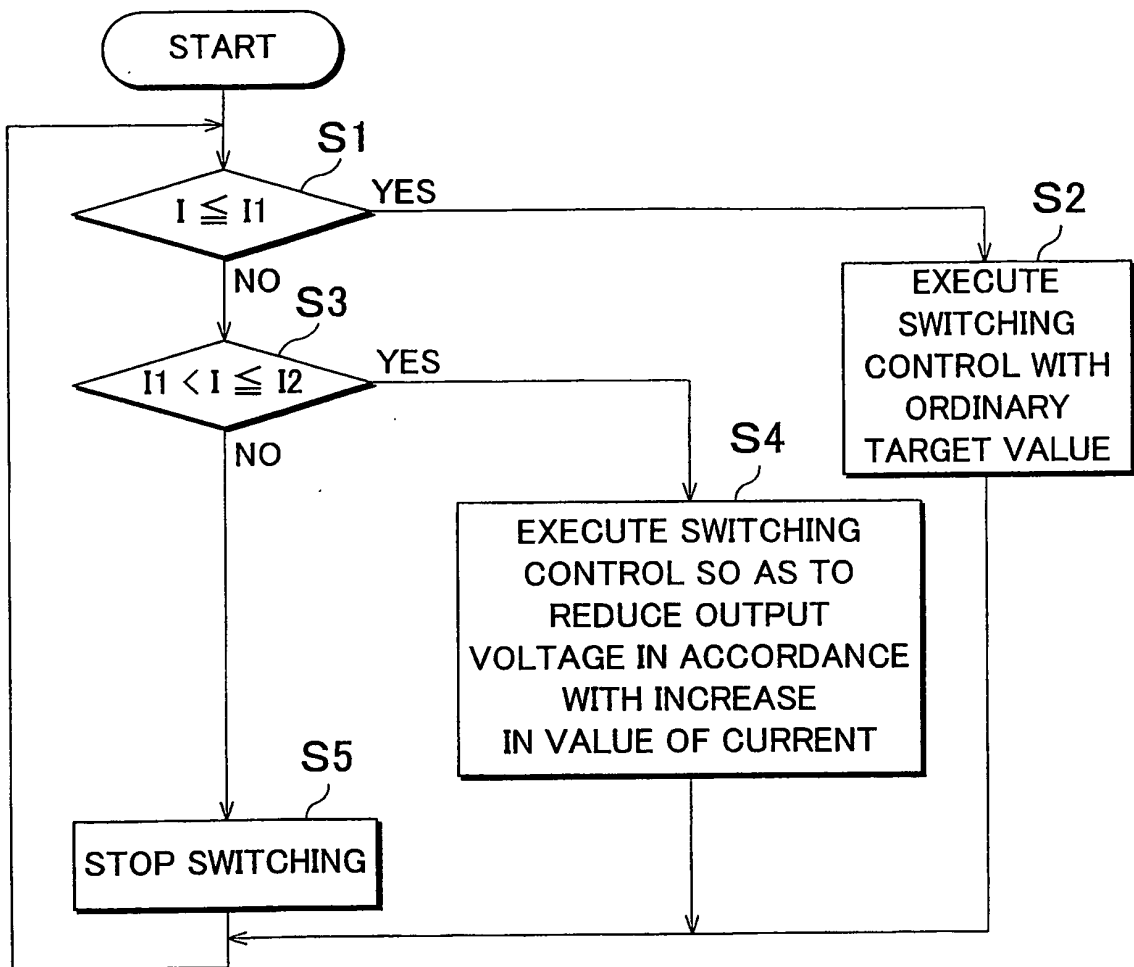 START
S1
I ≦ I1
YES
NO
S2
EXECUTE
SWITCHING
CONTROL WITH
ORDINARY
TARGET VALUE
S3
I1 < I ≦ I2
YES
NO
S4
EXECUTE SWITCHING
CONTROL SO AS TO
REDUCE OUTPUT
VOLTAGE IN ACCORDANCE
WITH INCREASE
IN VALUE OF CURRENT
S5
STOP SWITCHING